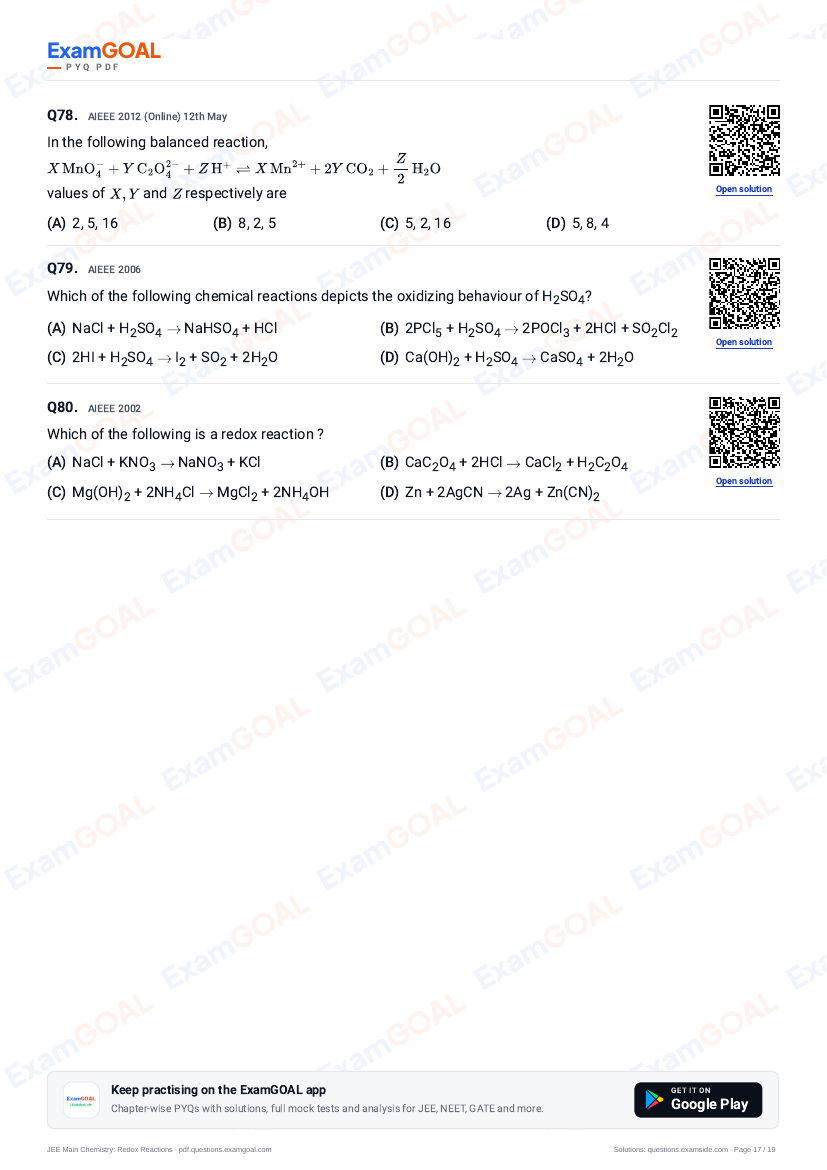 ExamGOAL
PYQ PDF
Q78. AIEEE 2012 (Online) 12th May
In the following balanced reaction,
X MnO₄⁻ + Y C₂O₄²⁻ + Z H⁺ ⇌ X Mn²⁺ + 2Y CO₂ + Z/2 H₂O
values of X, Y and Z respectively are
(A) 2, 5, 16 (B) 8, 2, 5 (C) 5, 2, 16 (D) 5, 8, 4
Open solution
Q79. AIEEE 2006
Which of the following chemical reactions depicts the oxidizing behaviour of H₂SO₄?
(A) NaCl + H₂SO₄ → NaHSO₄ + HCl (B) 2PCl₅ + H₂SO₄ → 2POCl₃ + 2HCl + SO₂Cl₂
(C) 2HI + H₂SO₄ → I₂ + SO₂ + 2H₂O (D) Ca(OH)₂ + H₂SO₄ → CaSO₄ + 2H₂O
Open solution
Q80. AIEEE 2002
Which of the following is a redox reaction ?
(A) NaCl + KNO₃ → NaNO₃ + KCl (B) CaC₂O₄ + 2HCl → CaCl₂ + H₂C₂O₄
(C) Mg(OH)₂ + 2NH₄Cl → MgCl₂ + 2NH₄OH (D) Zn + 2AgCN → 2Ag + Zn(CN)₂
Open solution
ExamGOAL
Keep practising on the ExamGOAL app
Chapter-wise PYQs with solutions, full mock tests and analysis for JEE, NEET, GATE and more.
GET IT ON
Google Play
JEE Main Chemistry: Redox Reactions · pdf.questions.examgoal.com
Solutions: questions.examside.com · Page 17 / 19